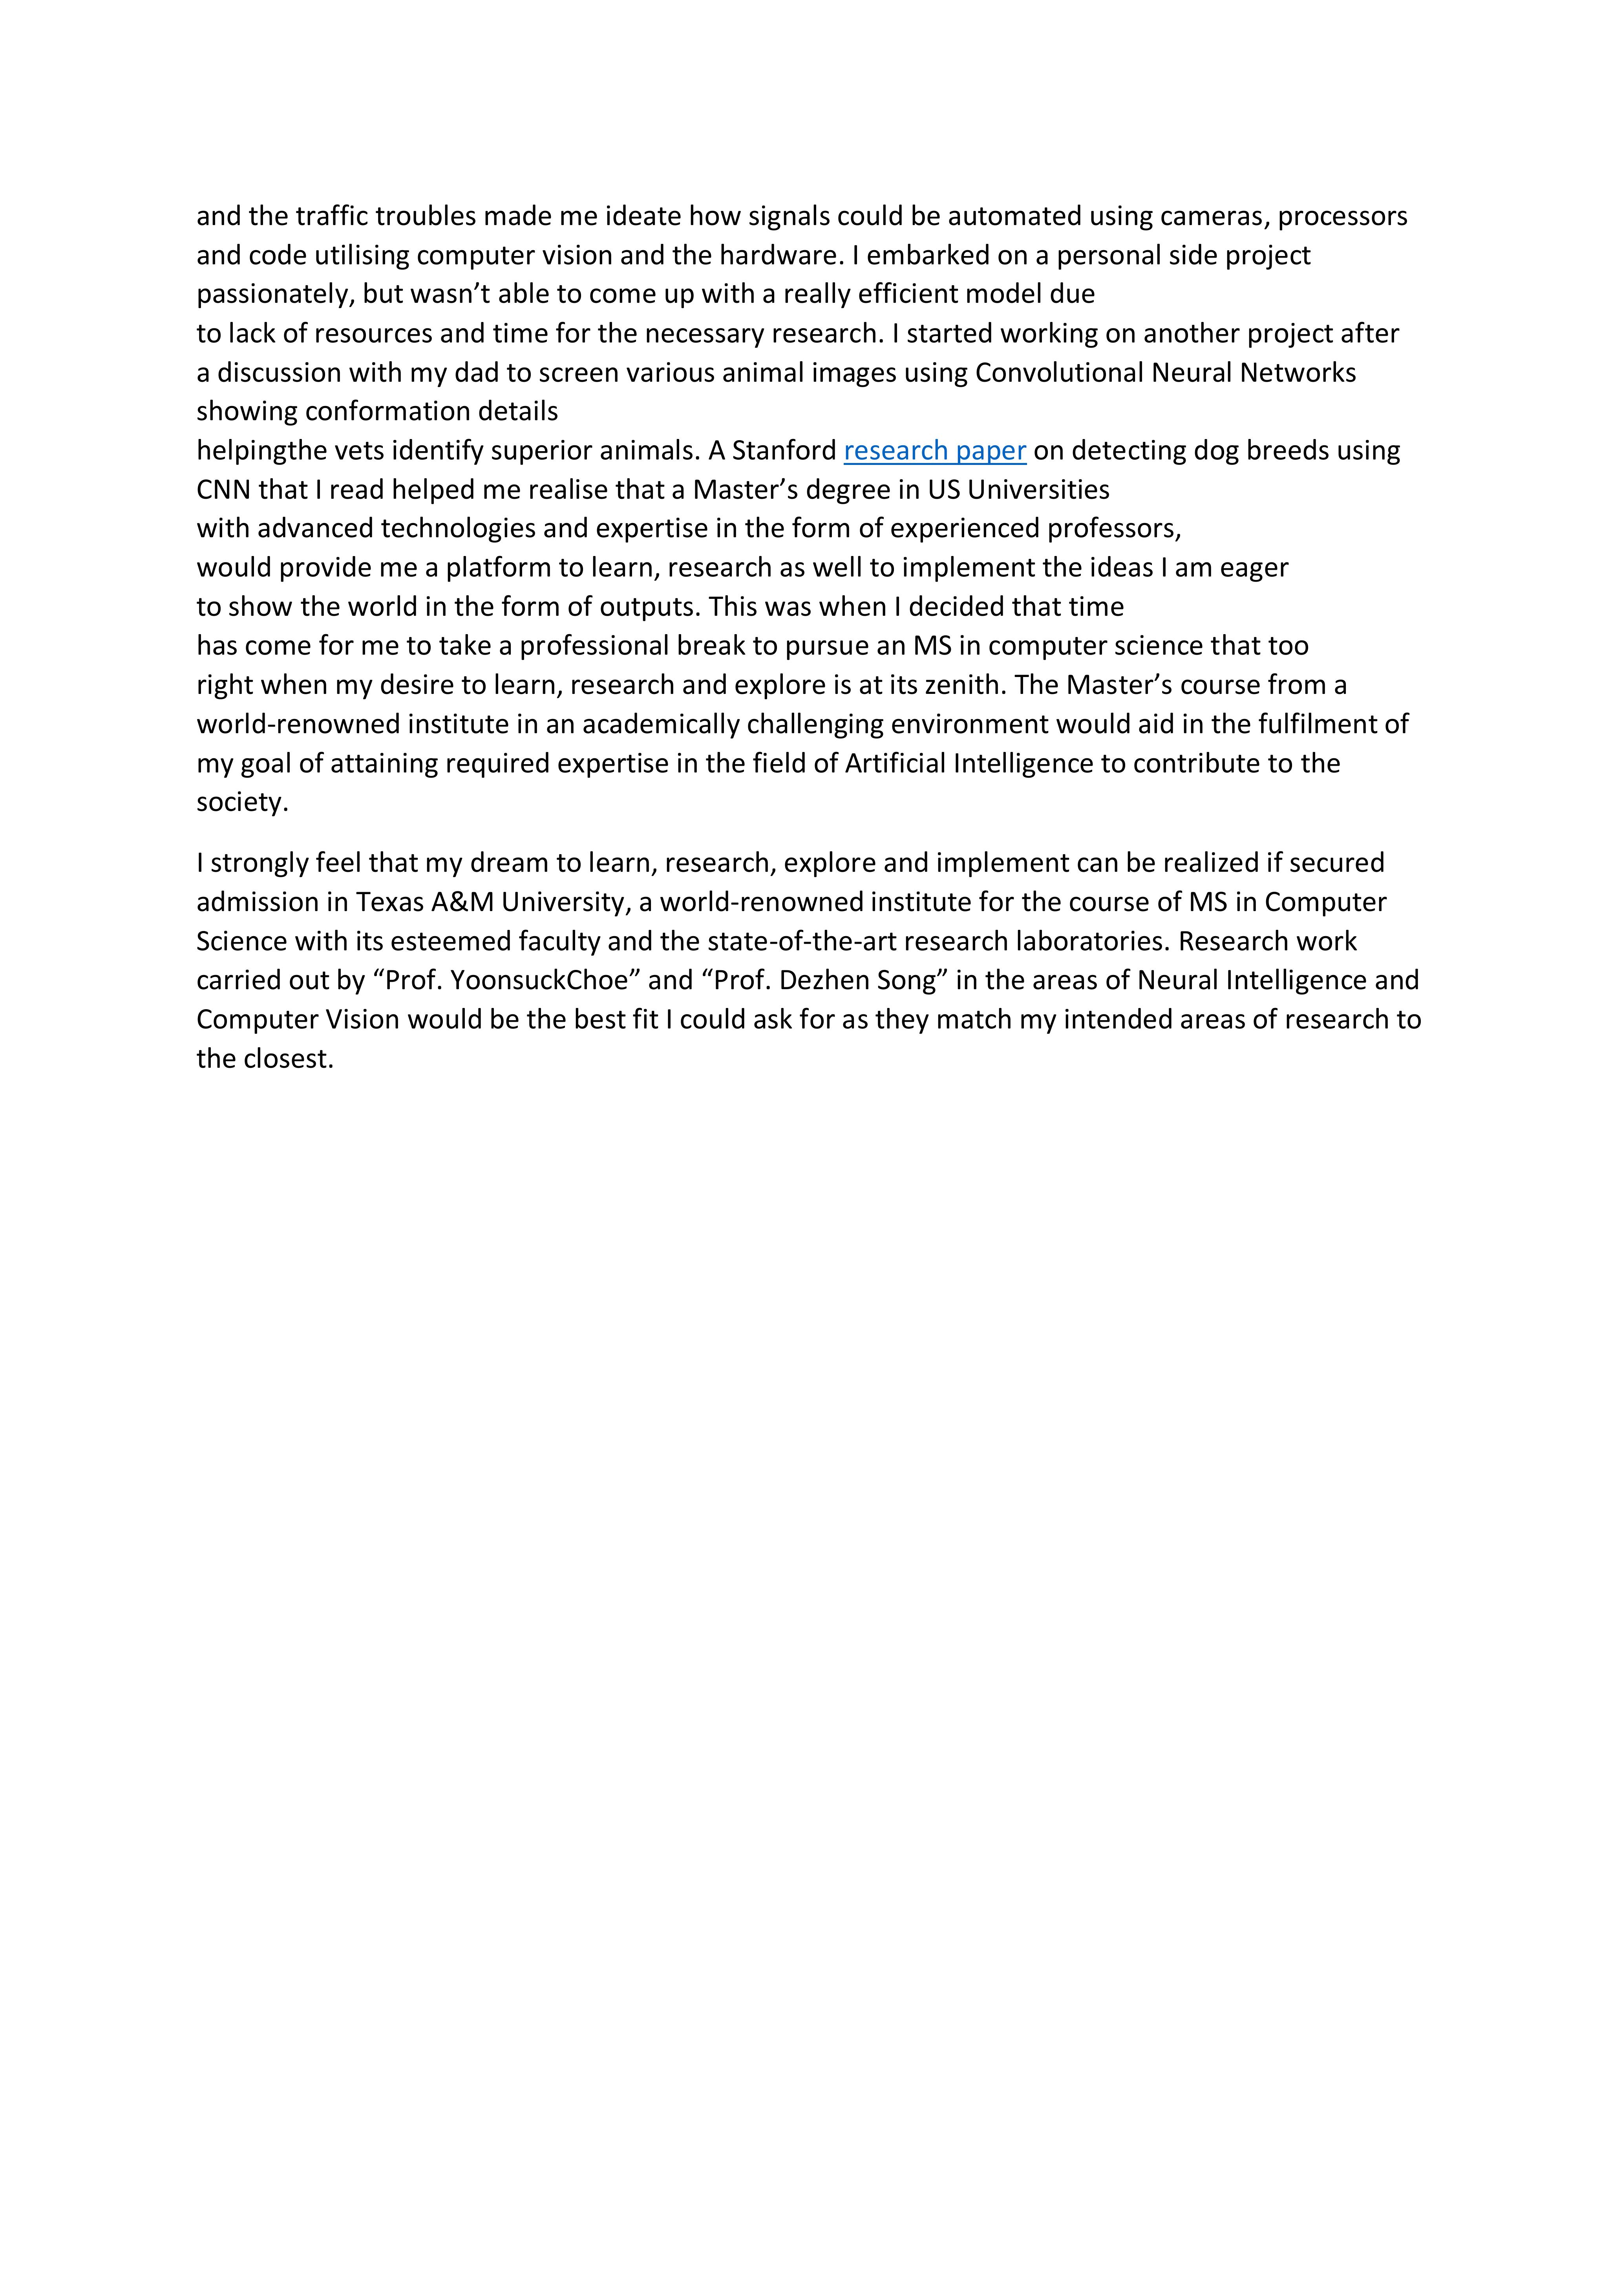 and the traffic troubles made me ideate how signals could be automated using cameras, processors
and code utilising computer vision and the hardware. I embarked on a personal side project
passionately, but wasn’t able to come up with a really efficient model due
to lack of resources and time for the necessary research. I started working on another project after
a discussion with my dad to screen various animal images using Convolutional Neural Networks
showing conformation details
helpingthe vets identify superior animals. A Stanford research paper on detecting dog breeds using
CNN that I read helped me realise that a Master’s degree in US Universities
with advanced technologies and expertise in the form of experienced professors,
would provide me a platform to learn, research as well to implement the ideas I am eager
to show the world in the form of outputs. This was when I decided that time
has come for me to take a professional break to pursue an MS in computer science that too
right when my desire to learn, research and explore is at its zenith. The Master’s course from a
world-renowned institute in an academically challenging environment would aid in the fulfilment of
my goal of attaining required expertise in the field of Artificial Intelligence to contribute to the
society.
I strongly feel that my dream to learn, research, explore and implement can be realized if secured
admission in Texas A&M University, a world-renowned institute for the course of MS in Computer
Science with its esteemed faculty and the state-of-the-art research laboratories. Research work
carried out by “Prof. YoonsuckChoe” and “Prof. Dezhen Song” in the areas of Neural Intelligence and
Computer Vision would be the best fit I could ask for as they match my intended areas of research to
the closest.